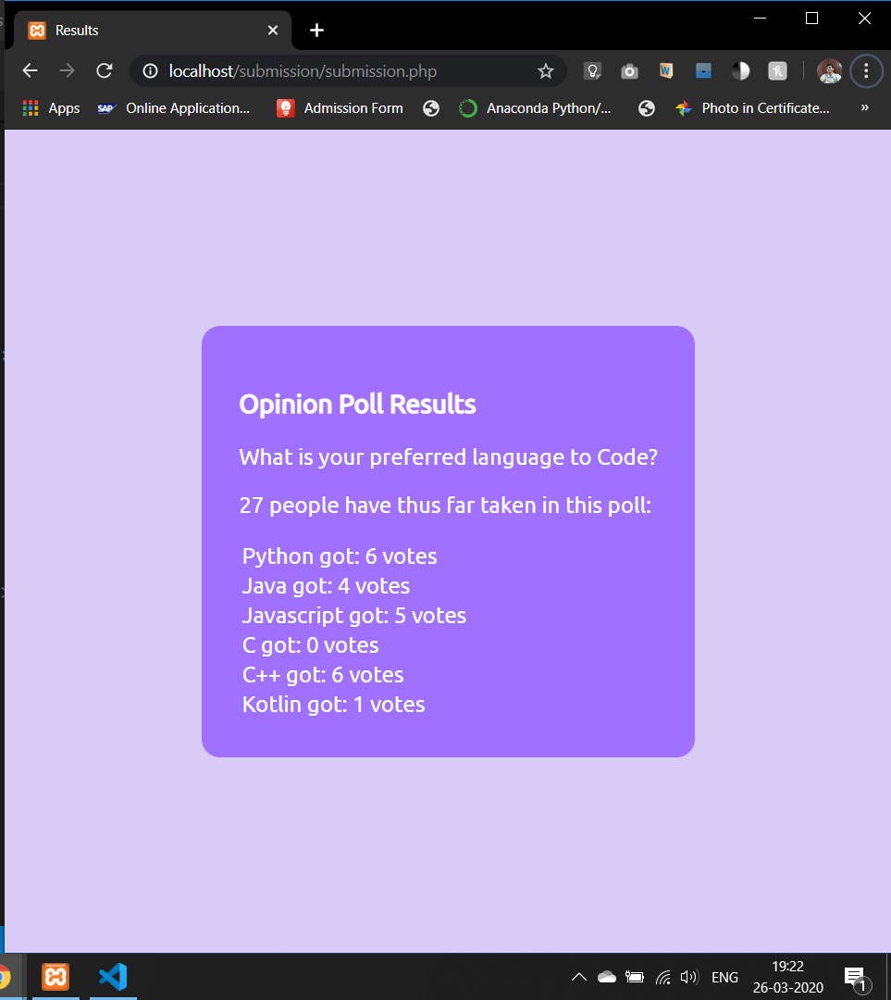 Results
localhost/submission/submission.php
Apps
SAP
Online Application...
Admission Form
Anaconda Python/...
Photo in Certificate...
»
Opinion Poll Results
What is your preferred language to Code?
27 people have thus far taken in this poll:
Python got: 6 votes
Java got: 4 votes
Javascript got: 5 votes
C got: 0 votes
C++ got: 6 votes
Kotlin got: 1 votes
ENG
19:22
26-03-2020
1